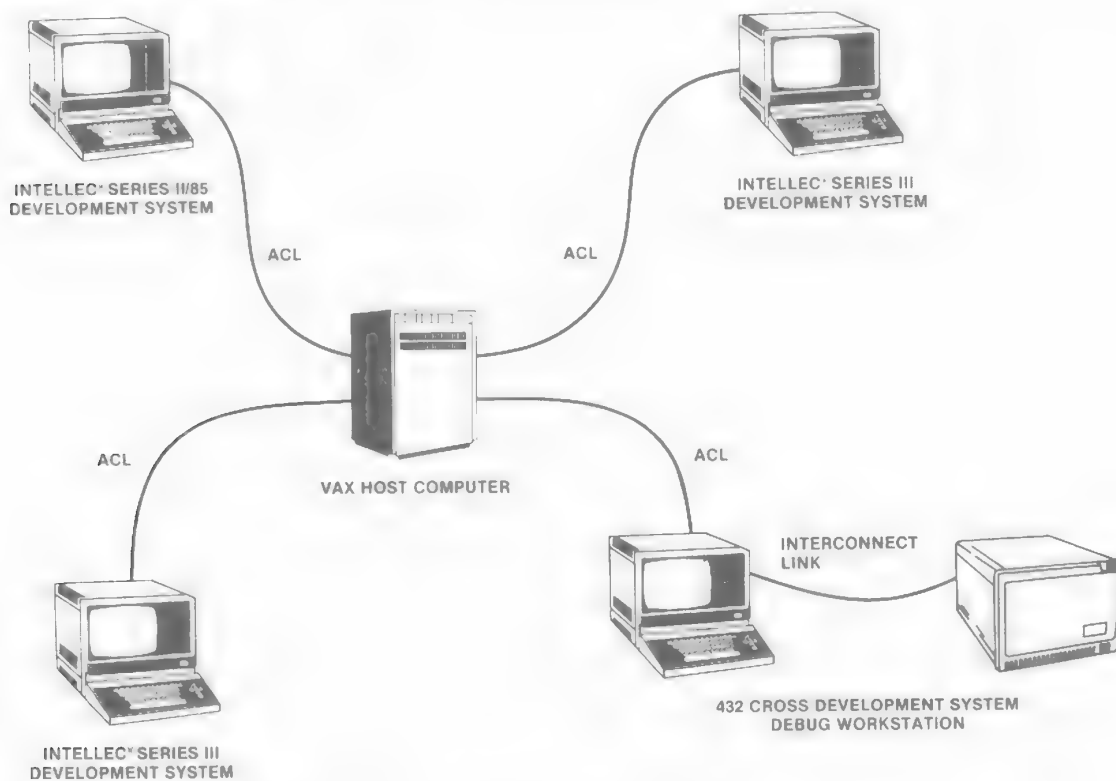 INTELLEC* SERIES II/85
DEVELOPMENT SYSTEM
INTELLEC* SERIES III
DEVELOPMENT SYSTEM
ACL
ACL
VAX HOST COMPUTER
ACL
ACL
INTERCONNECT
LINK
432 CROSS DEVELOPMENT SYSTEM
DEBUG WORKSTATION
INTELLEC* SERIES III
DEVELOPMENT SYSTEM